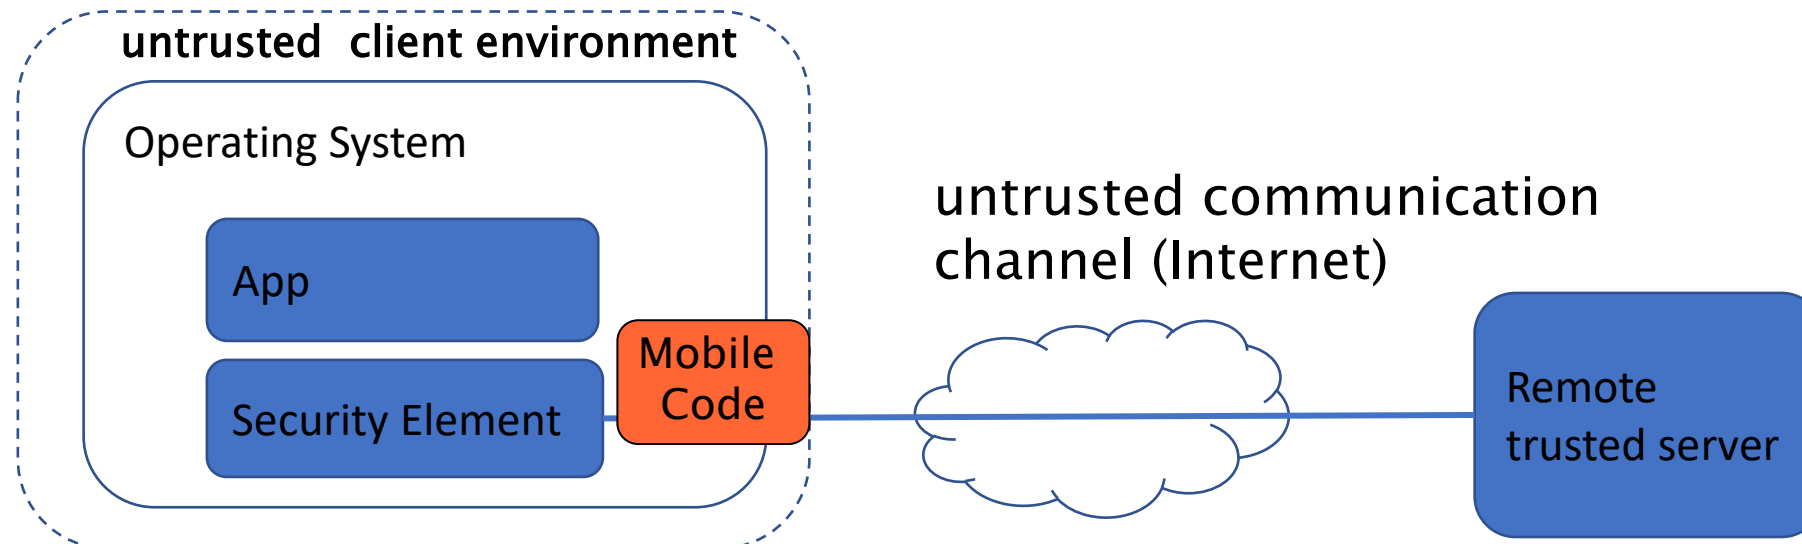 untrusted  client environment
Operating System
App
Security Element
Mobile
Code
untrusted communication
channel (Internet)
Remote
trusted server